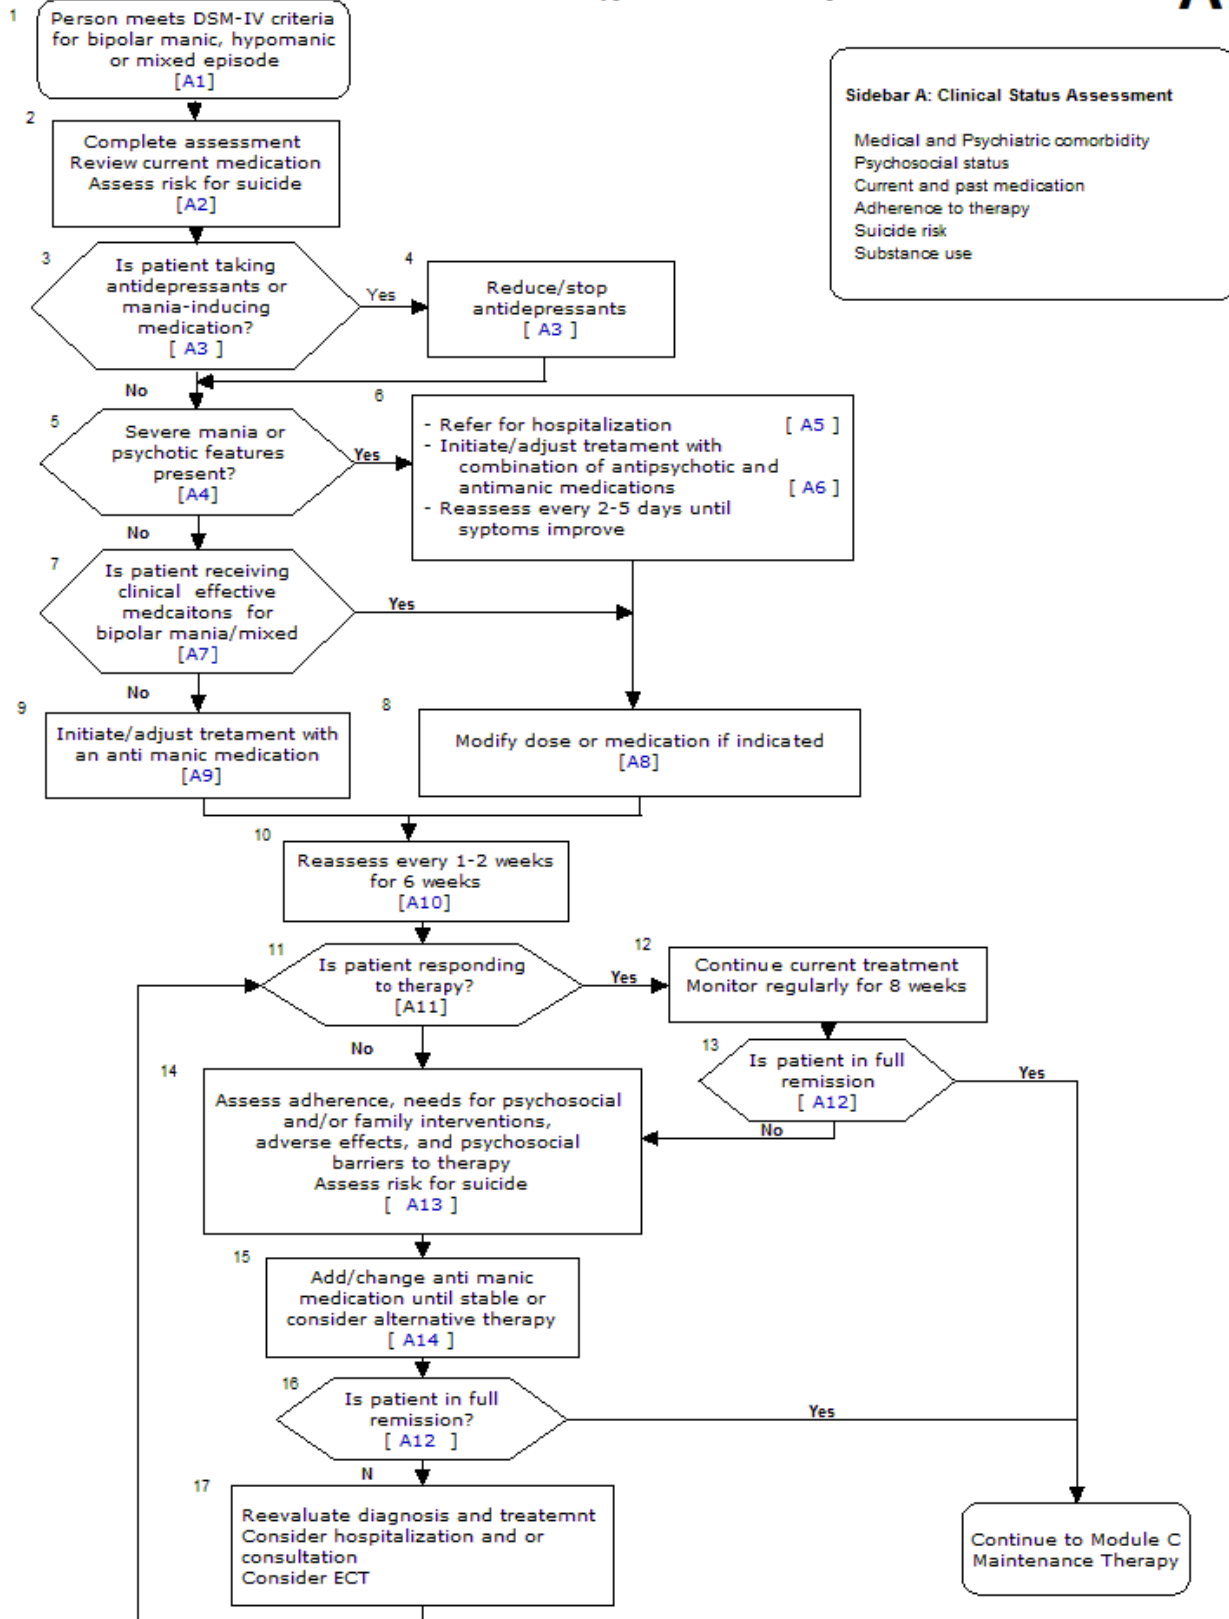 A
1
Person meets DSM-IV criteria
for bipolar manic, hypomanic
or mixed episode
[A1]
Sidebar A: Clinical Status Assessment
Medical and Psychiatric comorbidity
Psychosocial status
Current and past medication
Adherence to therapy
Suicide risk
Substance use
2
Complete assessment
Review current medication
Assess risk for suicide
[A2]
3
Is patient taking
antidepressants or
mania-inducing
medication?
[ A3 ]
Yes
4
Reduce/stop
antidepressants
[ A3 ]
No
5
Severe mania or
psychotic features
present?
[A4]
Yes
6
- Refer for hospitalization [ A5 ]
- Initiate/adjust tretament with
combination of antipsychotic and
antimanic medications [ A6 ]
- Reassess every 2-5 days until
syptoms improve
No
7
Is patient receiving
clinical effective
medcaitons for
bipolar mania/mixed
[A7]
Yes
No
9
Initiate/adjust tretament with
an anti manic medication
[A9]
8
Modify dose or medication if indicated
[A8]
10
Reassess every 1-2 weeks
for 6 weeks
[A10]
11
Is patient responding
to therapy?
[A11]
Yes
12
Continue current treatment
Monitor regularly for 8 weeks
No
13
Is patient in full
remission
[ A12]
Yes
No
14
Assess adherence, needs for psychosocial
and/or family interventions,
adverse effects, and psychosocial
barriers to therapy
Assess risk for suicide
[ A13 ]
15
Add/change anti manic
medication until stable or
consider alternative therapy
[ A14 ]
16
Is patient in full
remission?
[ A12 ]
Yes
N
17
Reevaluate diagnosis and treatemnt
Consider hospitalization and or
consultation
Consider ECT
Continue to Module C
Maintenance Therapy